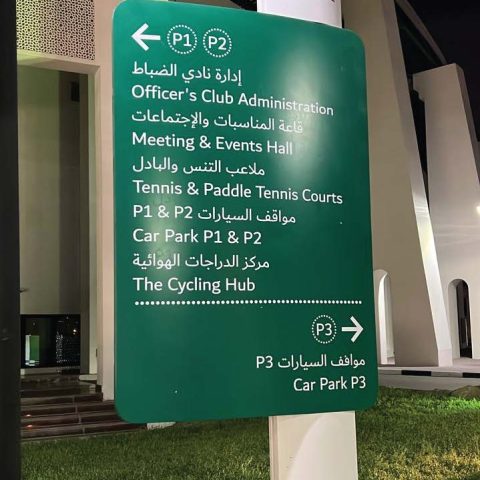 ← P1 P2
إدارة نادي الضباط
Officer's Club Administration
قاعة المناسبات والإجتماعات
Meeting & Events Hall
ملاعب التنس والبادل
Tennis & Paddle Tennis Courts
مواقف السيارات P1 & P2
Car Park P1 & P2
مركز الدراجات الهوائية
The Cycling Hub
P3 →
مواقف السيارات P3
Car Park P3